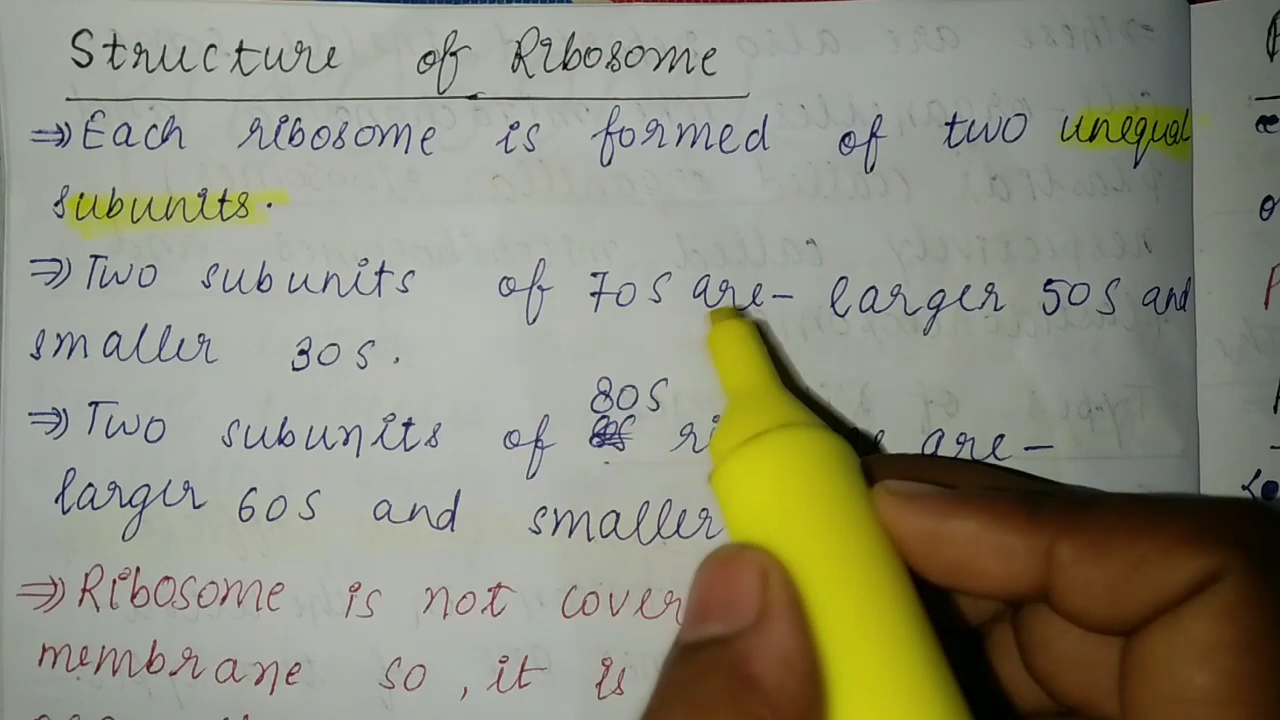 Structure of Ribosome
⇒ Each ribosome is formed of two unequal
subunits.
⇒ Two subunits of 70S are- larger 50S and
smaller 30S.
80S
⇒ Two subunits of are-
larger 60S and smaller
⇒ Ribosome is not cover
membrane so, it is